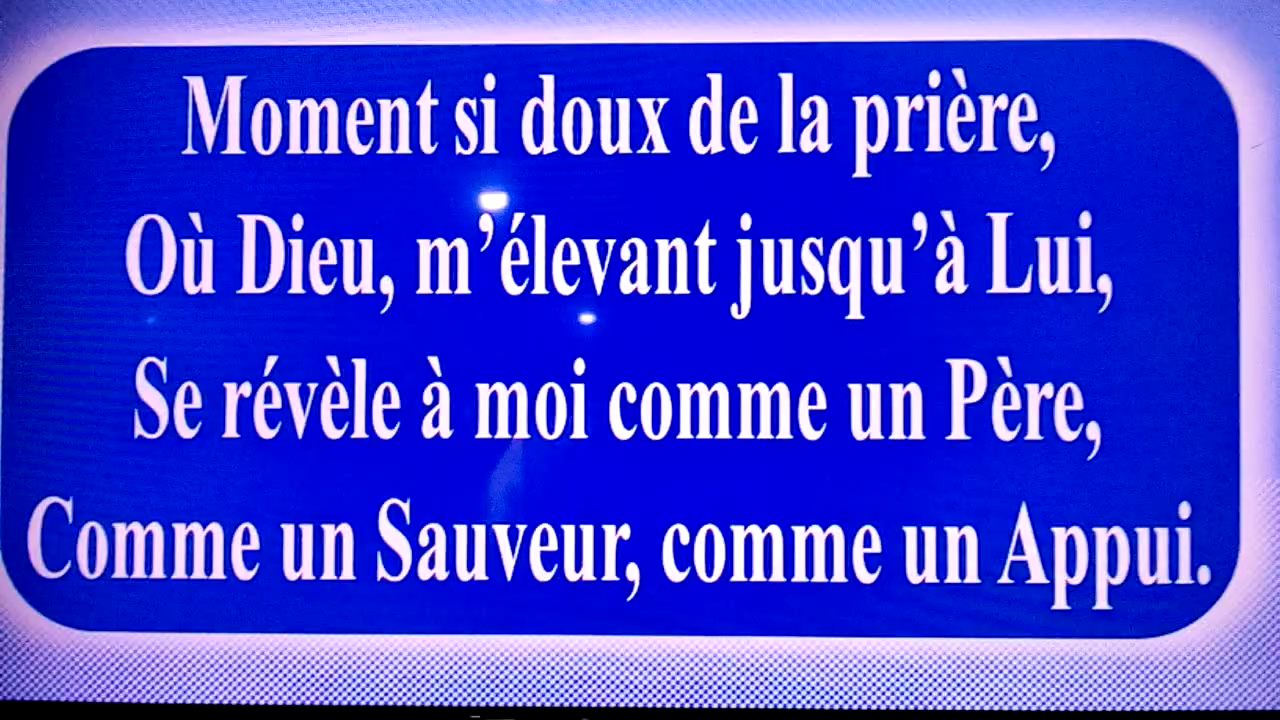 Moment si doux de la prière,
Où Dieu, m’élevant jusqu’à Lui,
Se révèle à moi comme un Père,
Comme un Sauveur, comme un Appui.